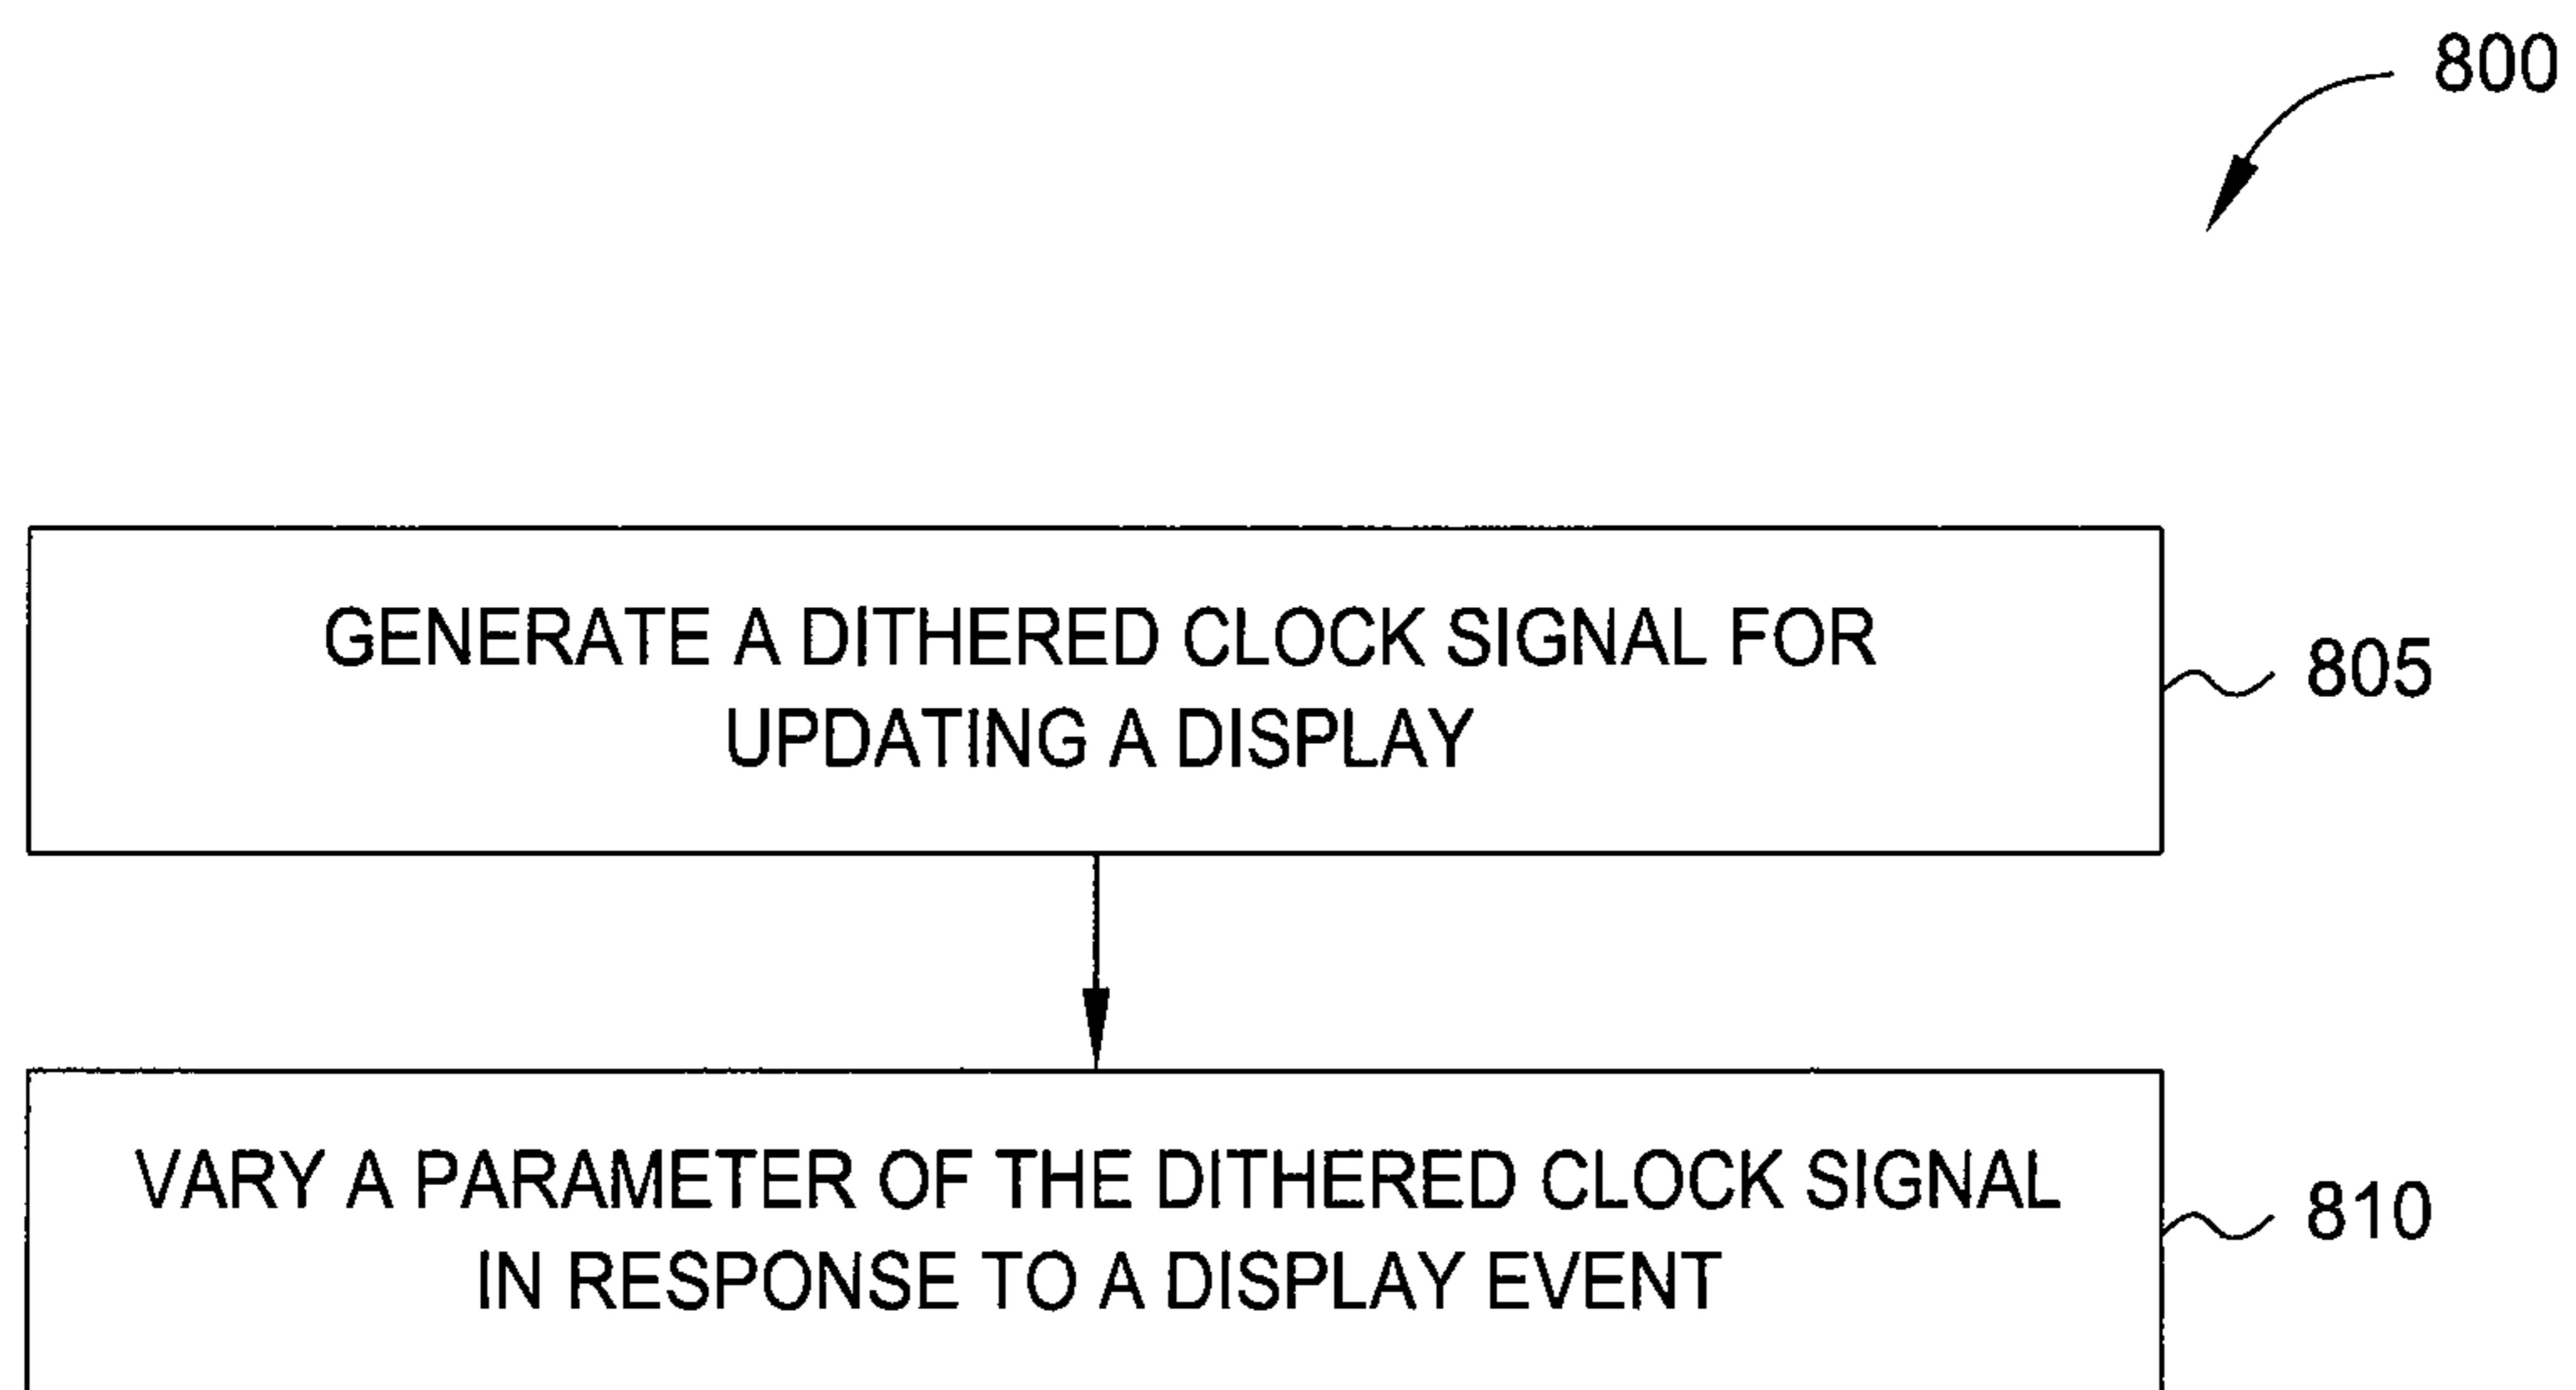 800
GENERATE A DITHERED CLOCK SIGNAL FOR
UPDATING A DISPLAY
805
VARY A PARAMETER OF THE DITHERED CLOCK SIGNAL
IN RESPONSE TO A DISPLAY EVENT
810